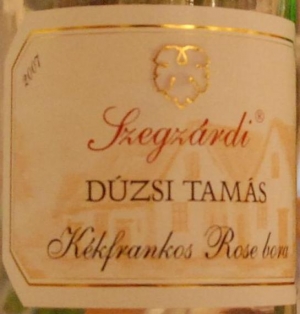 2007
Szegzárdi®
DÚZSI TAMÁS
Kékfrankos Rose bora